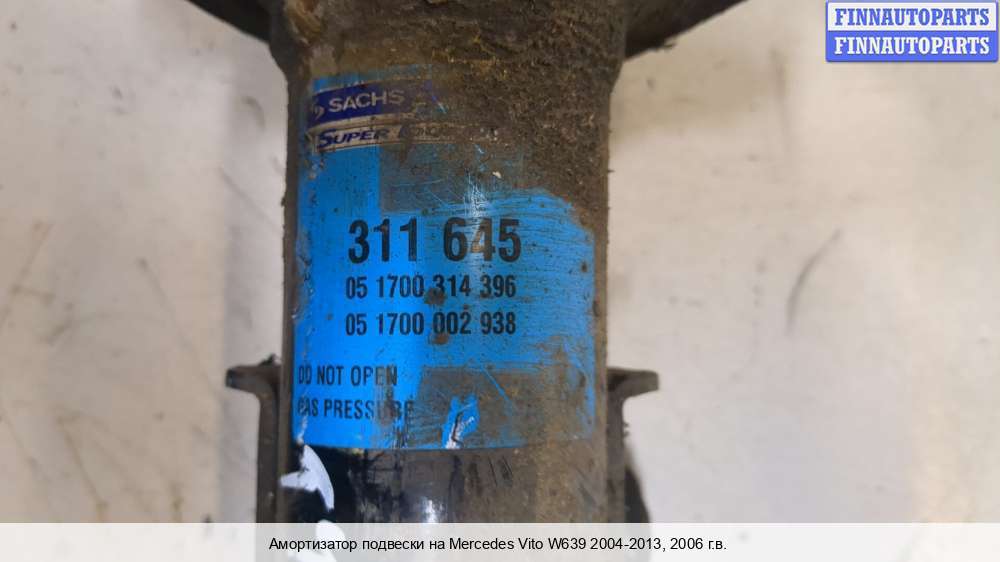 FINNAUTOPARTS
FINNAUTOPARTS
SACHS
SUPER
311 645
05 1700 314 396
05 1700 002 938
DO NOT OPEN
GAS PRESSURE
Амортизатор подвески на Mercedes Vito W639 2004-2013, 2006 г.в.